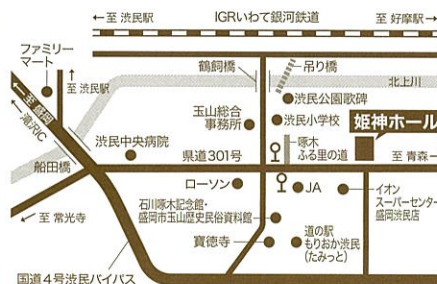 ← 至 渋民駅
IGRいわて銀河鉄道
至 好摩駅 →
ファミリー
マート
↑至 渋民駅
鶴飼橋
吊り橋
北上川
渋民公園歌碑
玉山総合
事務所
渋民小学校
姫神ホール
←至 盛岡
滝沢IC
渋民中央病院
県道301号
啄木
ふる里の道
至 青森→
船田橋
ローソン
JA
イオン
スーパーセンター
盛岡渋民店
石川啄木記念館・
盛岡市玉山歴史民俗資料館
← 至 常光寺
寶徳寺
道の駅
もりおか渋民
(たみっと)
国道4号渋民バイパス